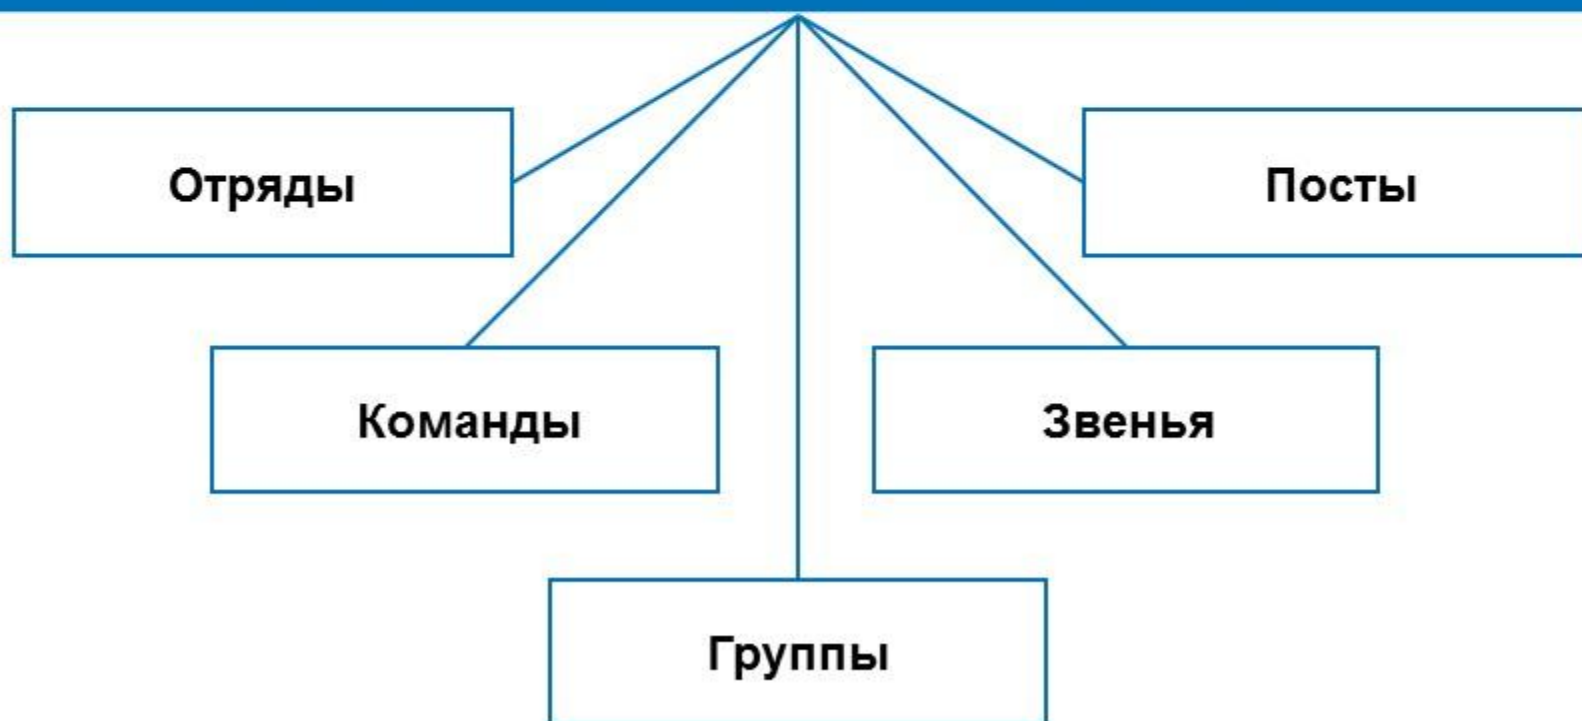 Отряды
Посты
Команды
Звенья
Группы